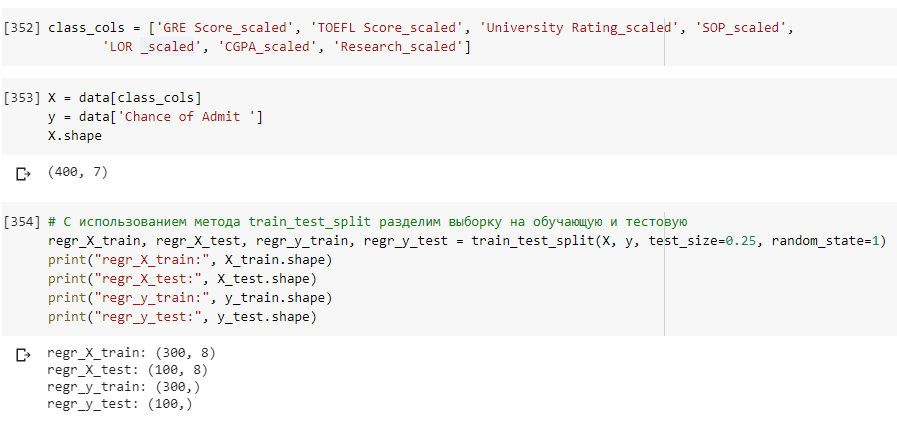 [352] class_cols = ['GRE Score_scaled', 'TOEFL Score_scaled', 'University Rating_scaled', 'SOP_scaled',
'LOR _scaled', 'CGPA_scaled', 'Research_scaled']
[353] X = data[class_cols]
y = data['Chance of Admit ']
X.shape
(400, 7)
[354] # С использованием метода train_test_split разделим выборку на обучающую и тестовую
regr_X_train, regr_X_test, regr_y_train, regr_y_test = train_test_split(X, y, test_size=0.25, random_state=1)
print("regr_X_train:", X_train.shape)
print("regr_X_test:", X_test.shape)
print("regr_y_train:", y_train.shape)
print("regr_y_test:", y_test.shape)
regr_X_train: (300, 8)
regr_X_test: (100, 8)
regr_y_train: (300,)
regr_y_test: (100,)